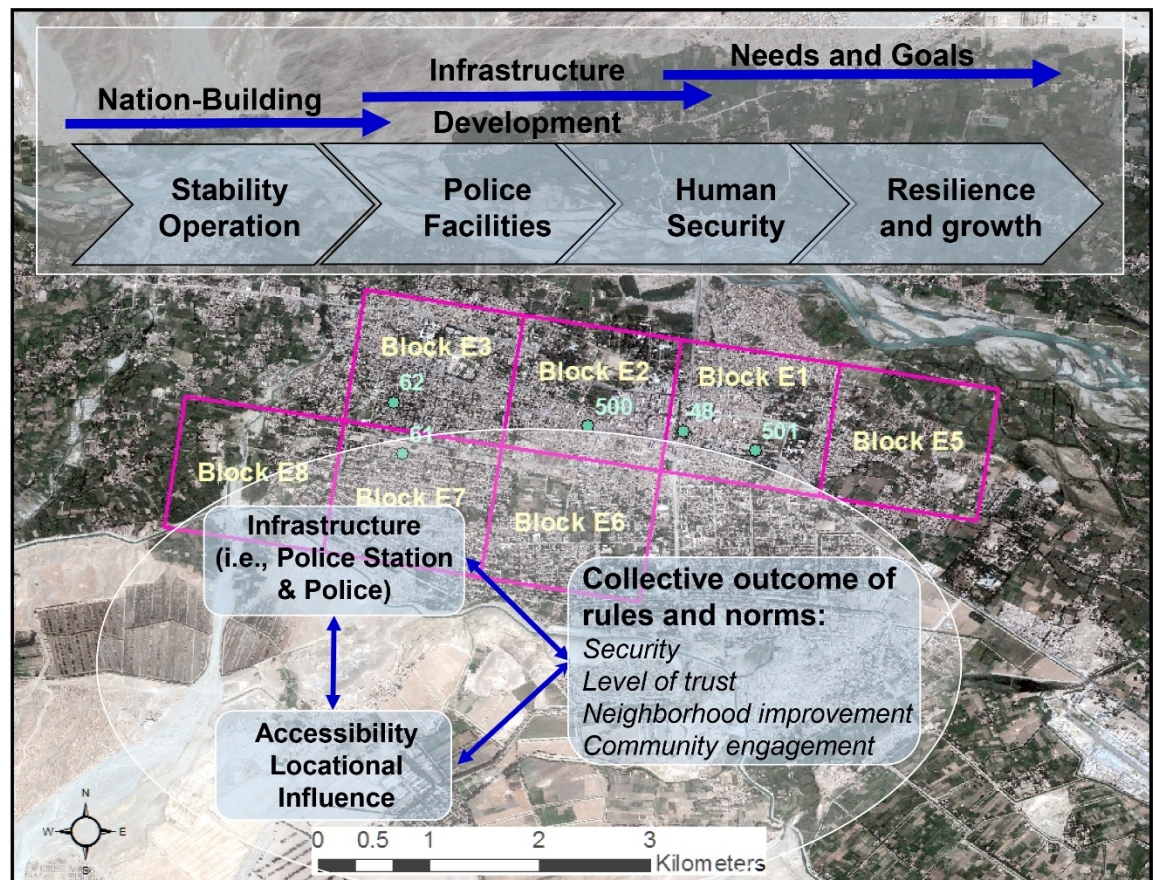 Needs and Goals
Infrastructure
Nation-Building
Development
Stability
Operation
Police
Facilities
Human
Security
Resilience
and growth
Block E3
Block E2
Block E1
62
500
48
501
61
Block E5
Block E8
Block E7
Block E6
Infrastructure
(i.e., Police Station
& Police)
Collective outcome of
rules and norms:
Security
Level of trust
Neighborhood improvement
Community engagement
Accessibility
Locational
Influence
N
W
E
S
0 0.5 1 2 3
Kilometers